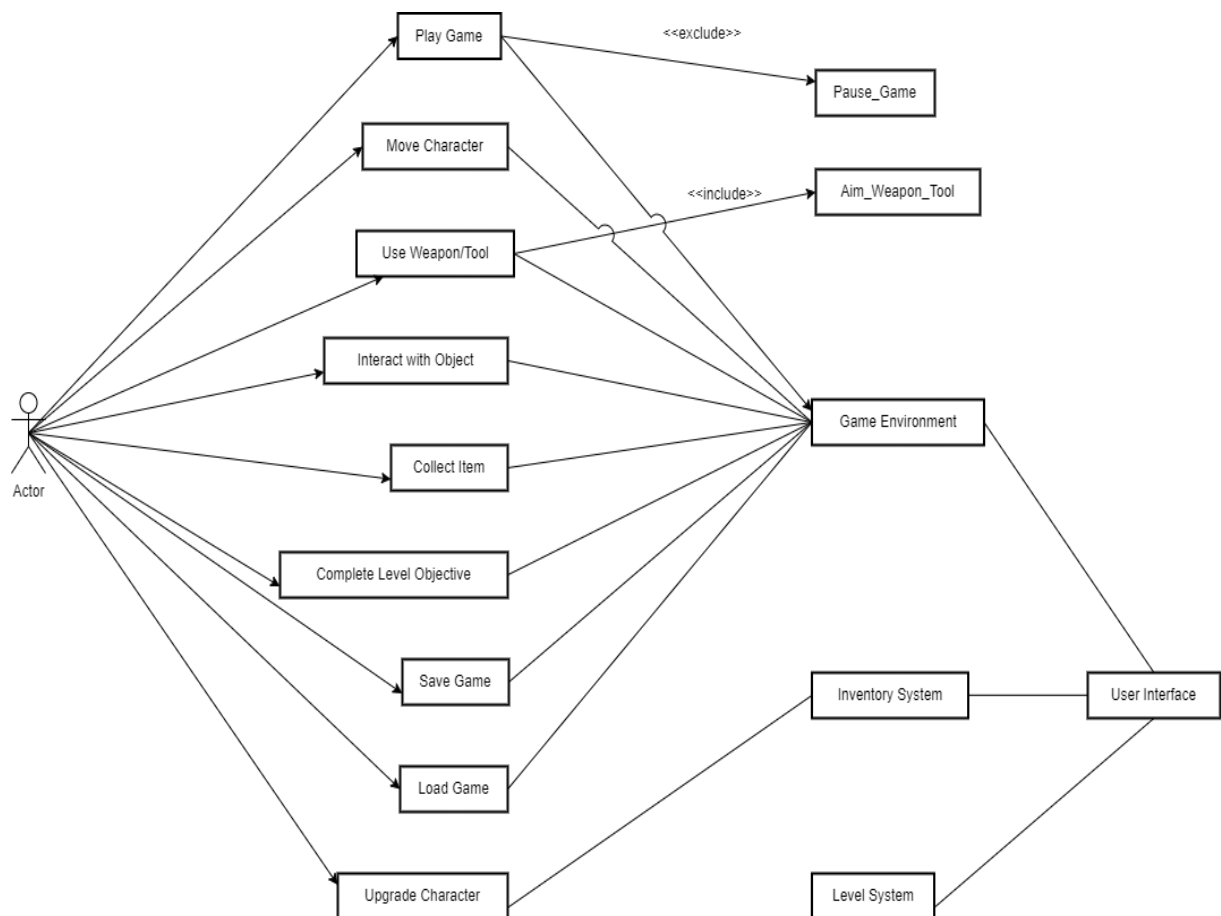 Play Game
<<exclude>>
Pause_Game
Move Character
<<include>>
Aim_Weapon_Tool
Use Weapon/Tool
Interact with Object
Game Environment
Collect Item
Actor
Complete Level Objective
Save Game
Inventory System
User Interface
Load Game
Upgrade Character
Level System